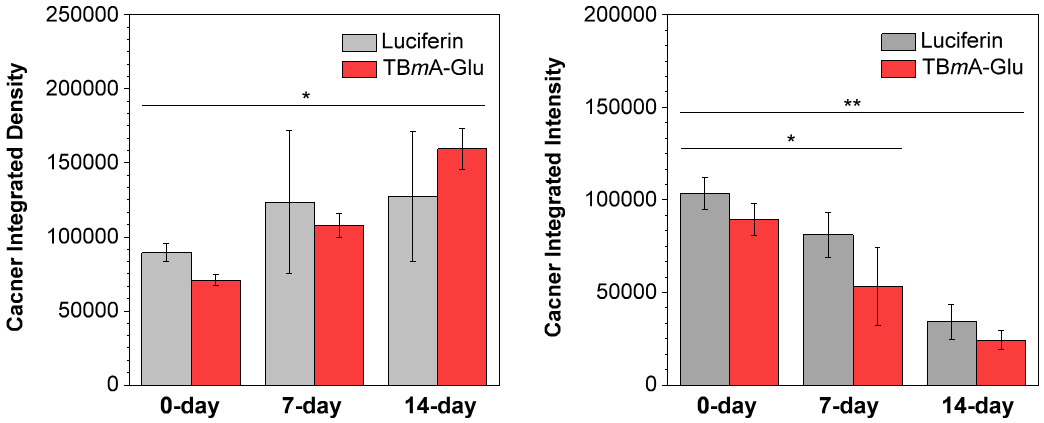 Cacner Integrated Density
250000
200000
150000
100000
50000
0
Luciferin
TBmA-Glu
*
0-day
7-day
14-day
Cacner Integrated Intensity
200000
150000
100000
50000
0
Luciferin
TBmA-Glu
**
*
0-day
7-day
14-day